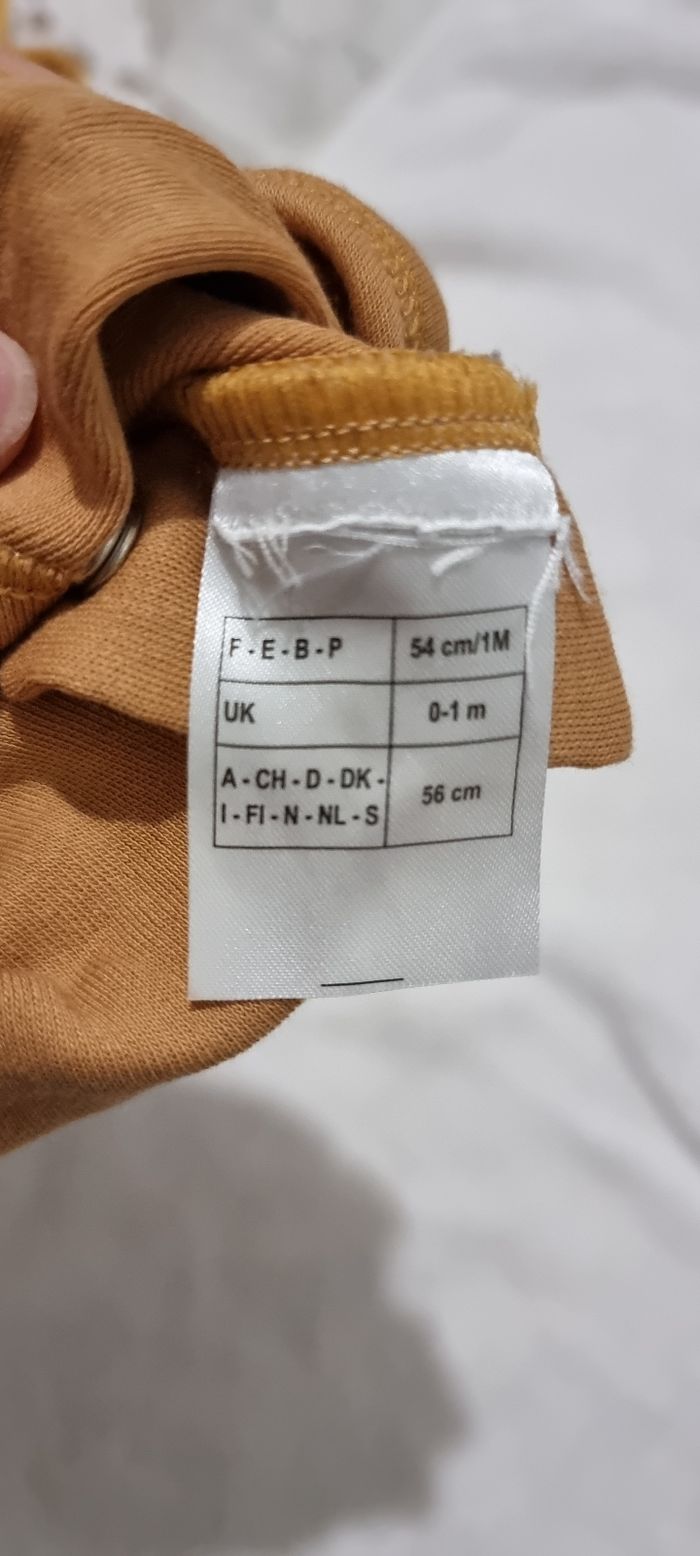 F - E - B - P 54 cm/1M
UK 0-1 m
A - CH - D - DK -
I - FI - N - NL - S 56 cm